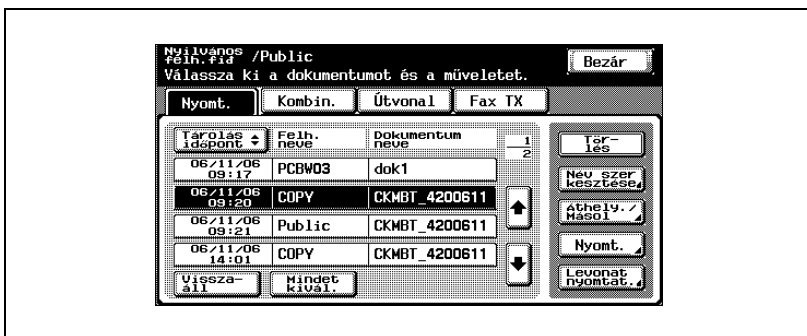 Nyilvános
felh.fió /Public
Válassza ki a dokumentumot és a műveletet.
Bezár
Nyomt. Kombin. Útvonal Fax TX
Tárolás
időpont
Felh.
neve
Dokumentum
neve
1
2
06/11/06
09:17 PCBW03 dok1
06/11/06
09:20 COPY CKMBT_4200611
06/11/06
09:21 Public CKMBT_4200611
06/11/06
14:01 COPY CKMBT_4200611
Vissza-
áll
Mindet
kivál.
Tör-
lés
Név szer
kesztése
Áthely./
Másol
Nyomt.
Levonat
nyomtat.